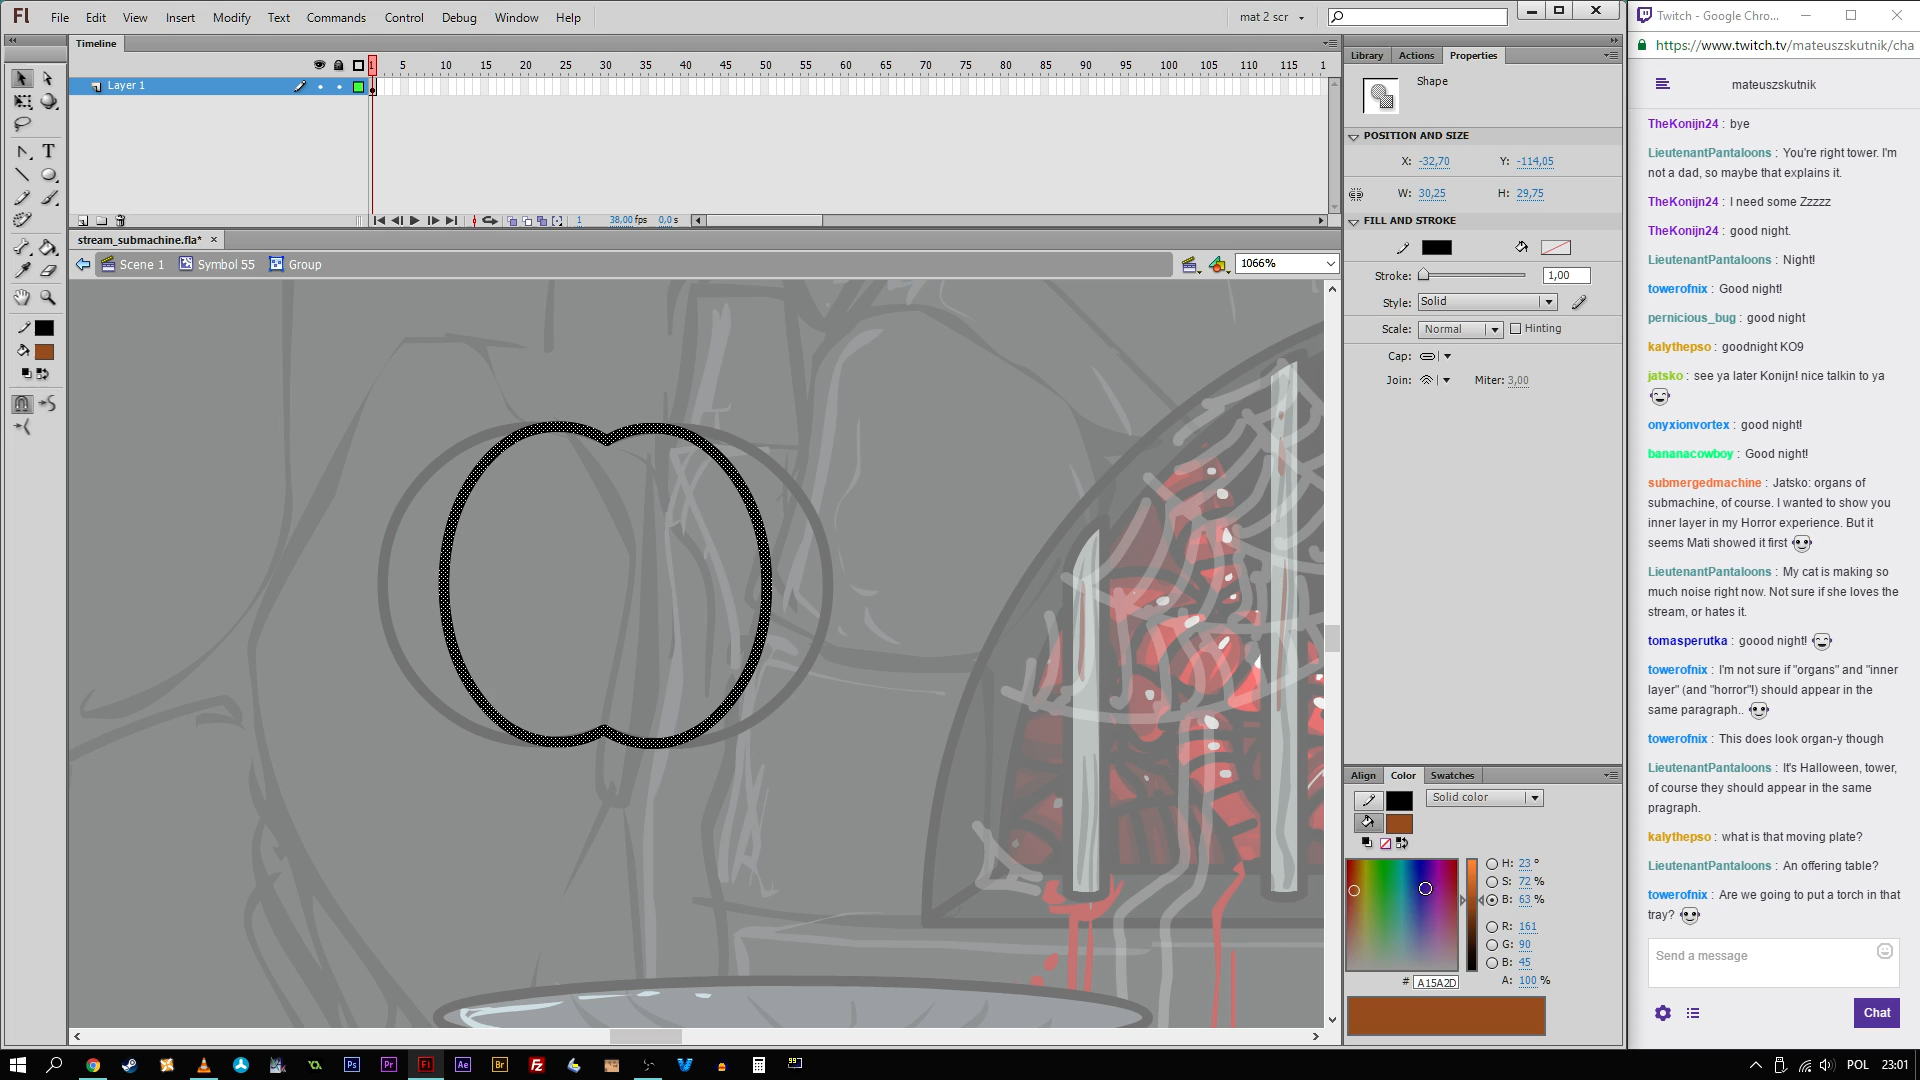 Fl File Edit View Insert Modify Text Commands Control Debug Window Help mat 2 scr
Timeline
1 5 10 15 20 25 30 35 40 45 50 55 60 65 70 75 80 85 90 95 100 105 110 115 1
Layer 1
1 38,00 fps 0,0 s
stream_submachine.fla*
Scene 1 Symbol 55 Group 1066%
Library Actions Properties
Shape
POSITION AND SIZE
X: -32,70 Y: -114,05
W: 30,25 H: 29,75
FILL AND STROKE
Stroke: 1,00
Style: Solid
Scale: Normal Hinting
Cap:
Join: Miter: 3,00
Align Color Swatches
Solid color
H: 23 °
S: 72 %
B: 63 %
R: 161
G: 90
B: 45
# A15A2D A: 100 %
Twitch - Google Chro...
https://www.twitch.tv/mateuszskutnik/cha
mateuszskutnik
TheKonijn24 : bye
LieutenantPantaloons : You're right tower. I'm
not a dad, so maybe that explains it.
TheKonijn24 : I need some Zzzzz
TheKonijn24 : good night.
LieutenantPantaloons : Night!
towerofnix : Good night!
pernicious_bug : good night
kalythepso : goodnight KO9
jatsko : see ya later Konijn! nice talkin to ya
onyxionvortex : good night!
bananacowboy : Good night!
submergedmachine : Jatsko: organs of
submachine, of course. I wanted to show you
inner layer in my Horror experience. But it
seems Mati showed it first
LieutenantPantaloons : My cat is making so
much noise right now. Not sure if she loves the
stream, or hates it.
tomasperutka : goood night!
towerofnix : I'm not sure if "organs" and "inner
layer" (and "horror"!) should appear in the
same paragraph..
towerofnix : This does look organ-y though
LieutenantPantaloons : It's Halloween, tower,
of course they should appear in the same
pragraph.
kalythepso : what is that moving plate?
LieutenantPantaloons : An offering table?
towerofnix : Are we going to put a torch in that
tray?
Send a message
Chat
Ps Pr Fl Ae Br Fz POL 23:01